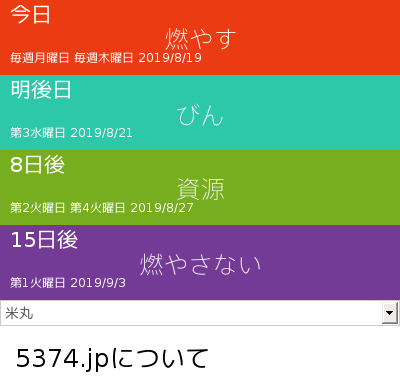 今日
燃やす
毎週月曜日 毎週木曜日 2019/8/19
明後日
びん
第3水曜日 2019/8/21
8日後
資源
第2火曜日 第4火曜日 2019/8/27
15日後
燃やさない
第1火曜日 2019/9/3
米丸
5374.jpについて